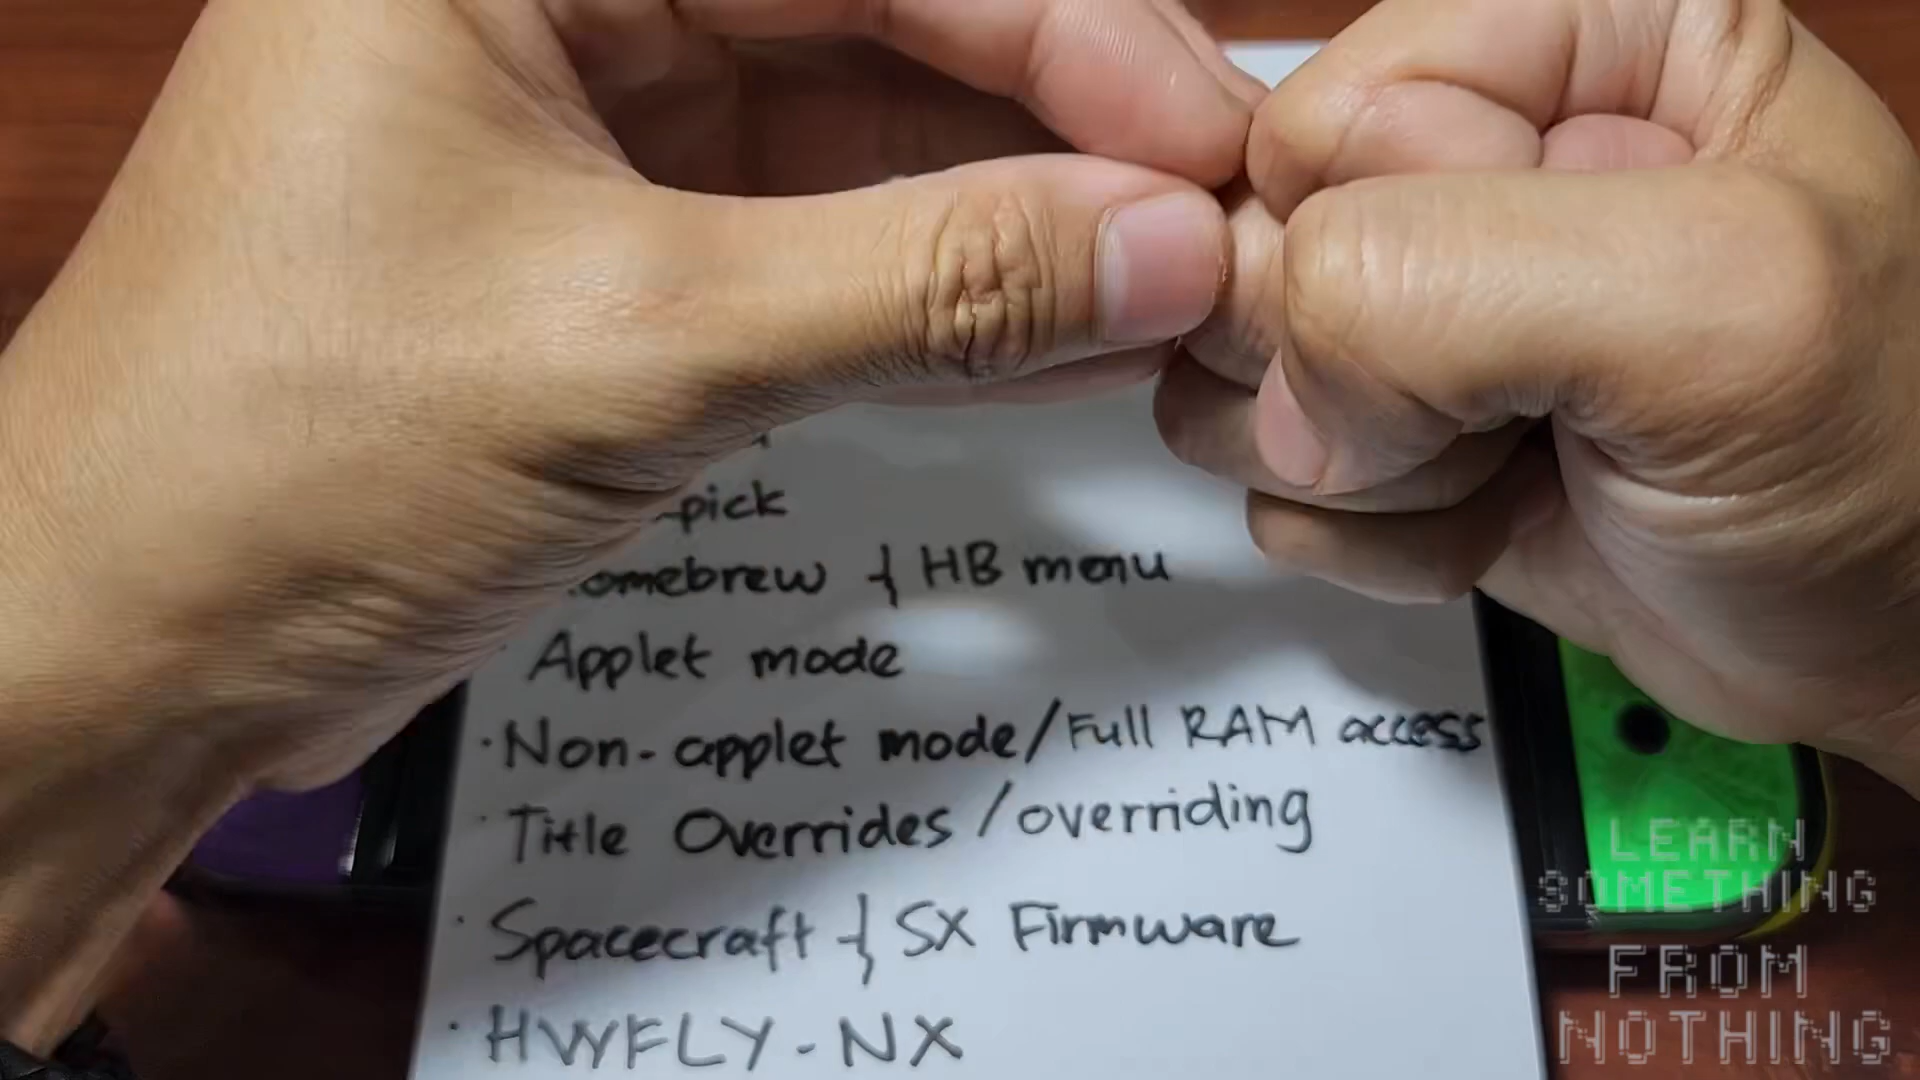 -pick
omebrew & HB menu
· Applet mode
· Non-applet mode/Full RAM access
· Title Overrides/overriding
· Spacecraft & SX Firmware
· HWFLY-NX
LEARN
SOMETHING
FROM
NOTHING